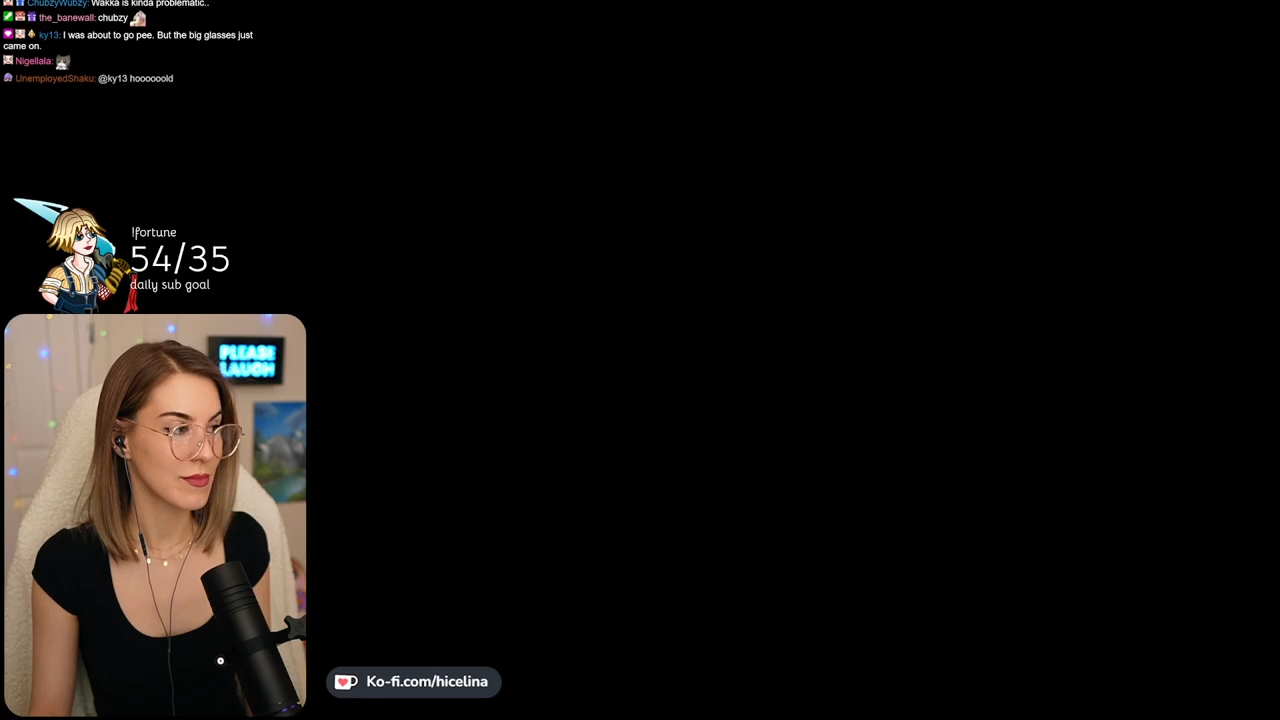 ChubzyWubzy: Wakka is kinda problematic..
the_banewall: chubzy
ky13: I was about to go pee. But the big glasses just
came on.
Nigellala:
UnemployedShaku: @ky13 hoooooold
!fortune
54/35
daily sub goal
PLEASE
LAUGH
Ko-fi.com/hicelina